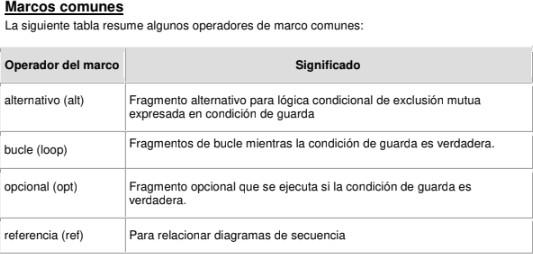 Marcos comunes
La siguiente tabla resume algunos operadores de marco comunes:
Operador del marco
Significado
alternativo (alt)
Fragmento alternativo para lógica condicional de exclusión mutua
expresada en condición de guarda
bucle (loop)
Fragmentos de bucle mientras la condición de guarda es verdadera.
opcional (opt)
Fragmento opcional que se ejecuta si la condición de guarda es
verdadera.
referencia (ref)
Para relacionar diagramas de secuencia